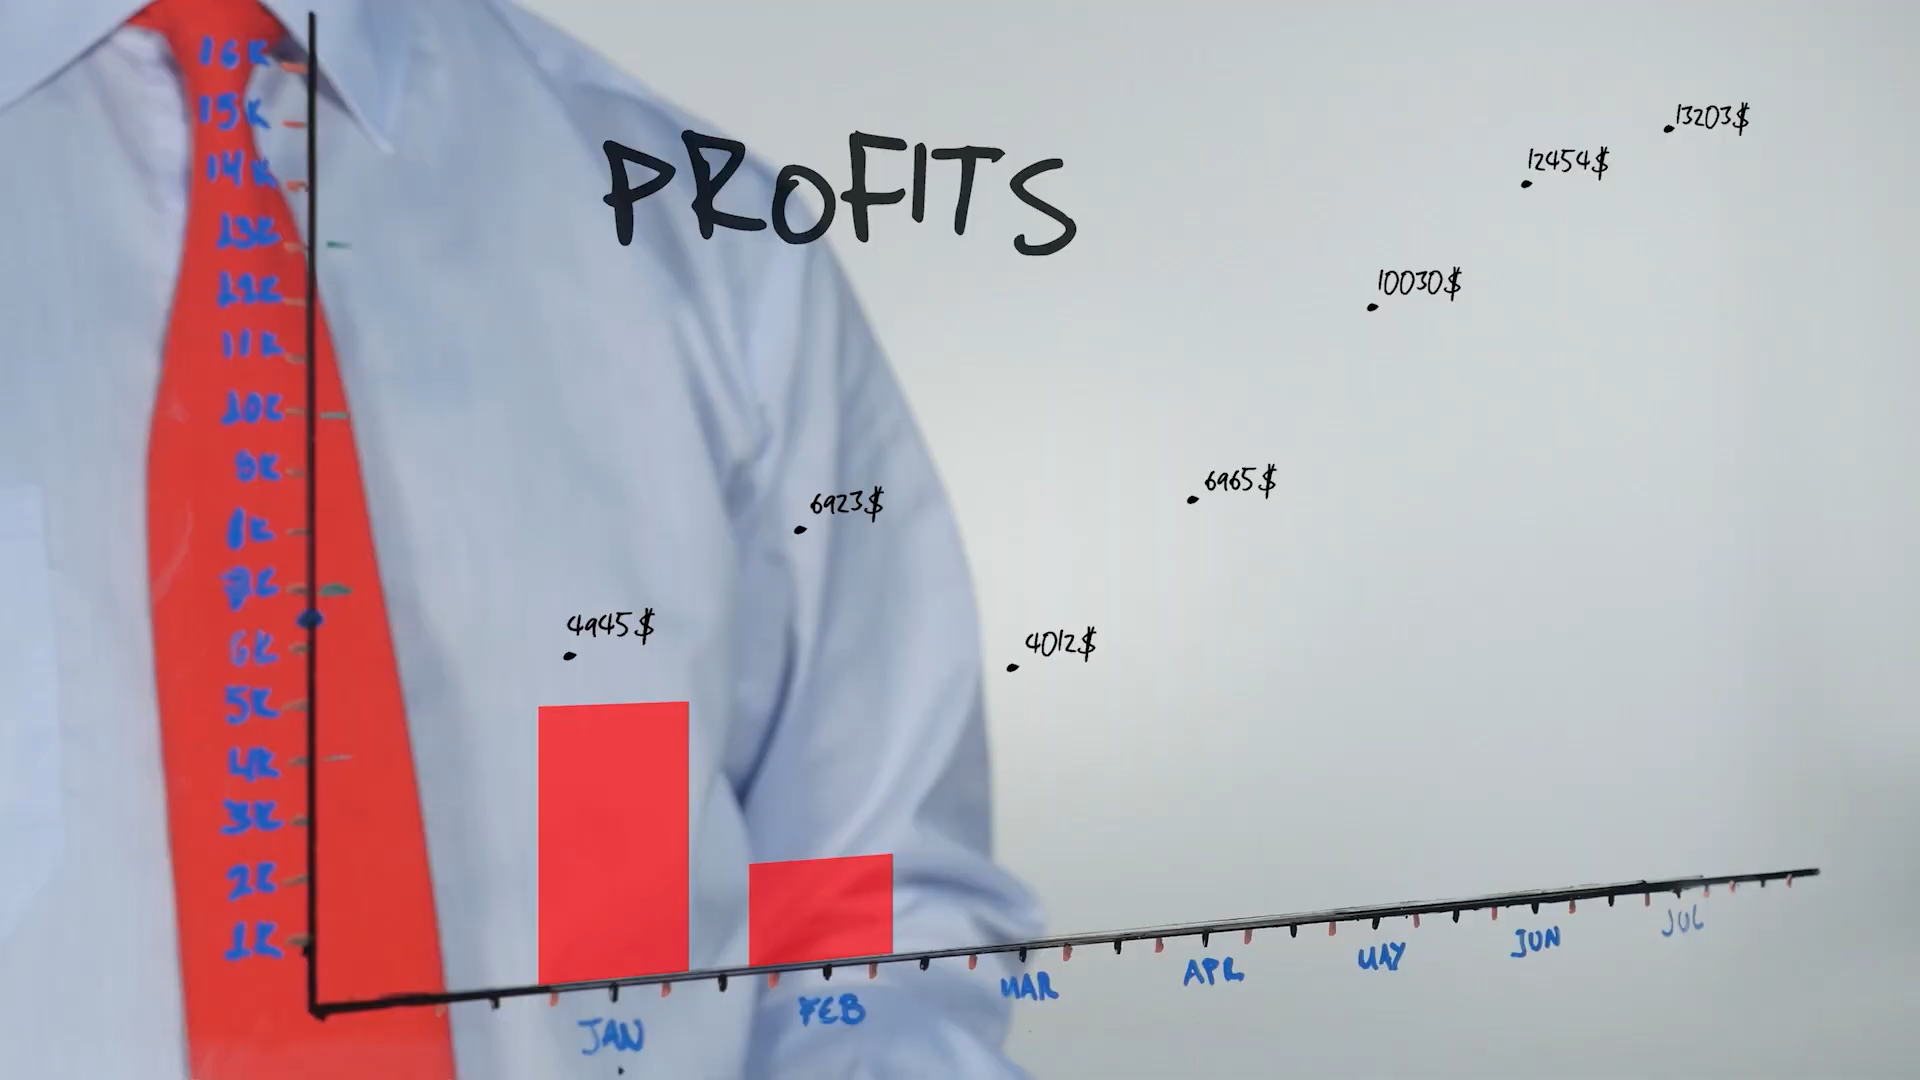 PROFITS
16K
15K
14K
13K
12K
11K
10K
9K
8K
7K
6K
5K
4K
3K
2K
1K
4945$
6923$
4012$
6965$
10030$
12454$
13203$
JAN
FEB
MAR
APR
MAY
JUN
JUL